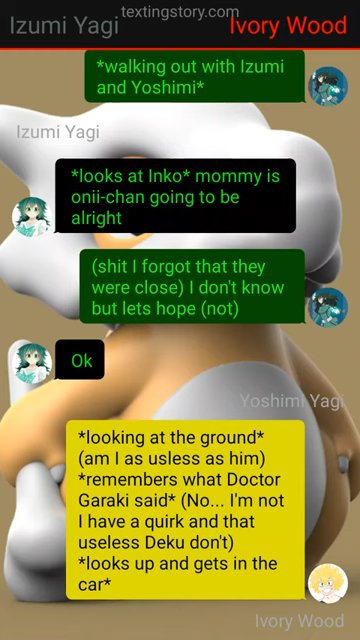 textingstory.com
Izumi Yagi
Ivory Wood
*walking out with Izumi
and Yoshimi*
Izumi Yagi
*looks at Inko* mommy is
onii-chan going to be
alright
(shit I forgot that they
were close) I don't know
but lets hope (not)
Ok
Yoshimi Yagi
*looking at the ground*
(am I as usless as him)
*remembers what Doctor
Garaki said* (No... I'm not
I have a quirk and that
useless Deku don't)
*looks up and gets in the
car*
Ivory Wood